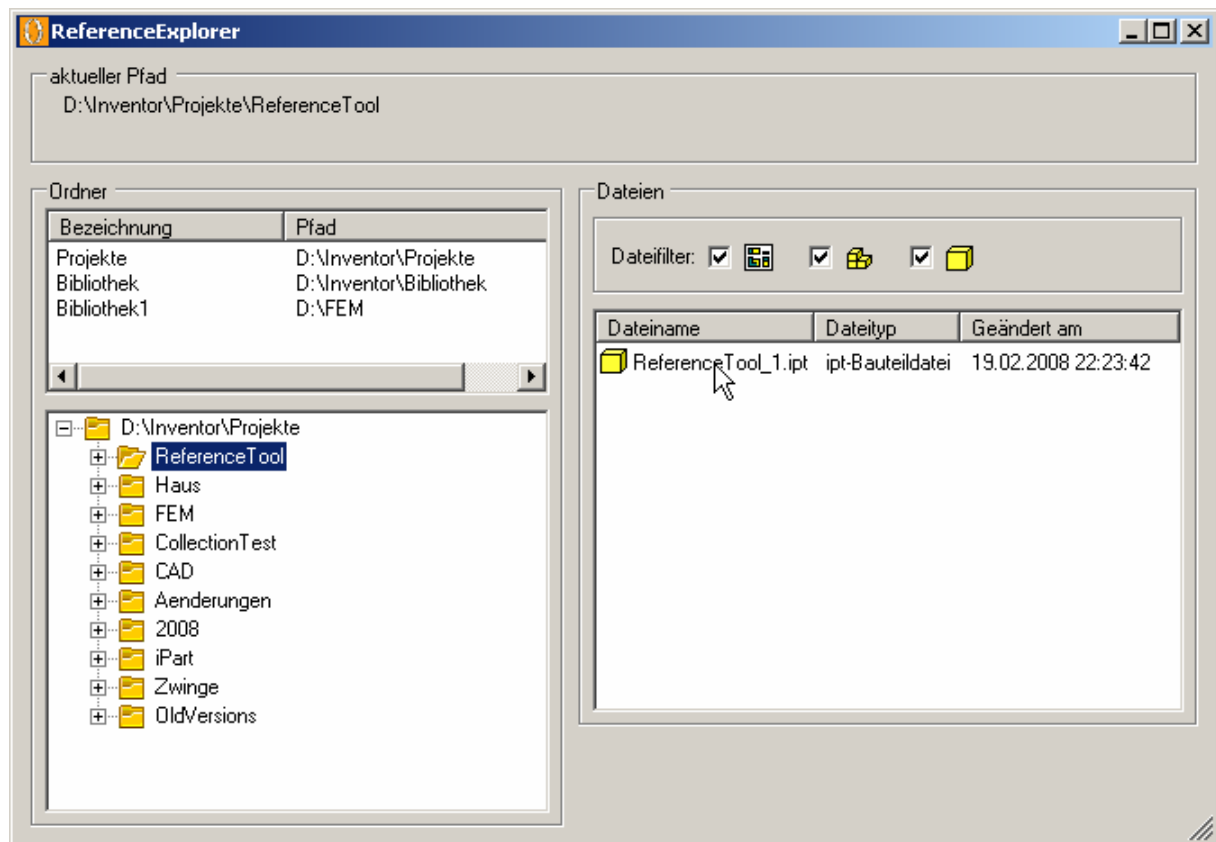 ReferenceExplorer
aktueller Pfad
D:\Inventor\Projekte\ReferenceTool
Ordner
Bezeichnung Pfad
Projekte D:\Inventor\Projekte
Bibliothek D:\Inventor\Bibliothek
Bibliothek1 D:\FEM
D:\Inventor\Projekte
ReferenceTool
Haus
FEM
CollectionTest
CAD
Aenderungen
2008
iPart
Zwinge
OldVersions
Dateien
Dateifilter:
Dateiname Dateityp Geändert am
ReferenceTool_1.ipt ipt-Bauteildatei 19.02.2008 22:23:42